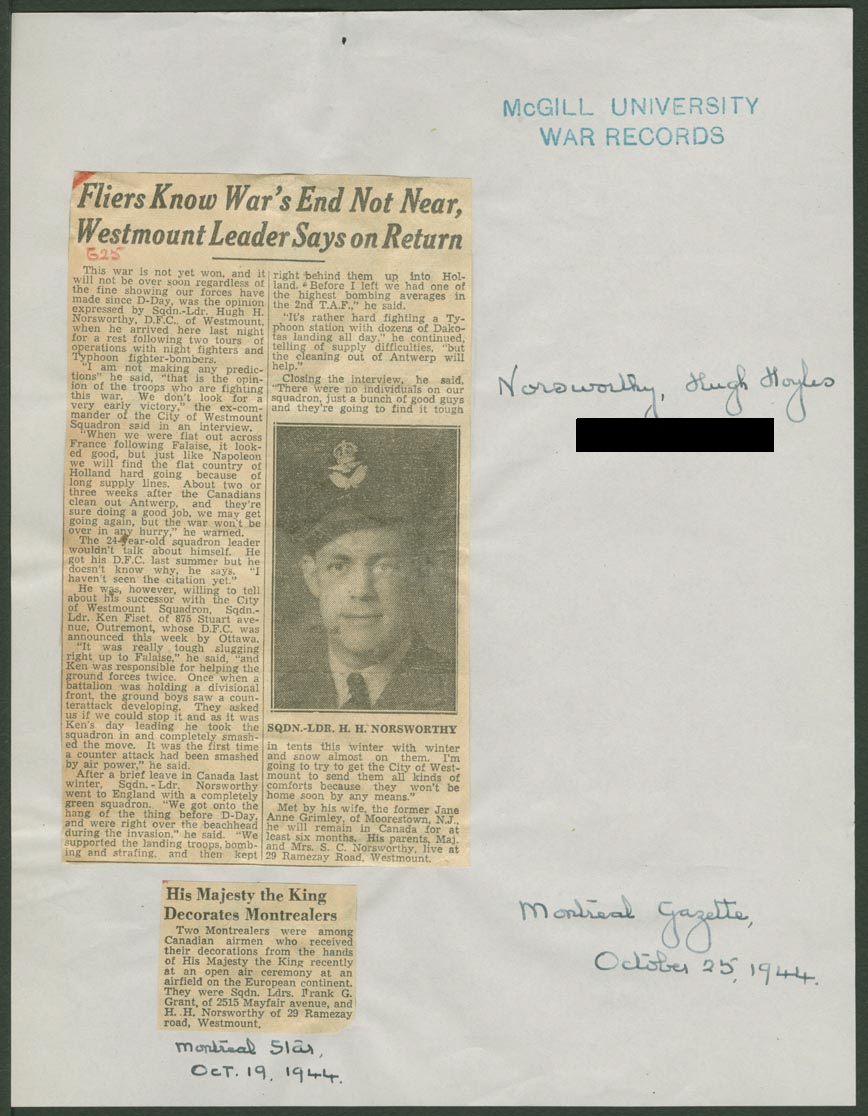 McGILL UNIVERSITY
WAR RECORDS
Fliers Know War's End Not Near,
Westmount Leader Says on Return
G25
This war is not yet won, and it
will not be over soon regardless of
the fine showing our forces have
made since D-Day, was the opinion
expressed by Sqdn.-Ldr. Hugh H.
Norsworthy, D.F.C., of Westmount,
when he arrived here last night
for a rest following two tours of
operations with night fighters and
Typhoon fighter-bombers.
"I am not making any predic-
tions" he said, "that is the opin-
ion of the troops who are fighting
this war. We don't look for a
very early victory," the ex-com-
mander of the City of Westmount
Squadron said in an interview.
"When we were flat out across
France following Falaise, it look-
ed good, but just like Napoleon
we will find the flat country of
Holland hard going because of
long supply lines. About two or
three weeks after the Canadians
clean out Antwerp, and they're
sure doing a good job, we may get
going again, but the war won't be
over in any hurry," he warned.
The 24-year-old squadron leader
wouldn't talk about himself. He
got his D.F.C. last summer but he
doesn't know why, he says. "I
haven't seen the citation yet."
He was, however, willing to tell
about his successor with the City
of Westmount Squadron, Sqdn.-
Ldr. Ken Fiset, of 875 Stuart ave-
nue, Outremont, whose D.F.C. was
announced this week by Ottawa.
"It was really tough slugging
right up to Falaise," he said, "and
Ken was responsible for helping the
ground forces twice. Once when a
battalion was holding a divisional
front, the ground boys saw a coun-
terattack developing. They asked
us if we could stop it and as it was
Ken's day leading he took the
squadron in and completely smash-
ed the move. It was the first time
a counter attack had been smashed
by air power," he said.
After a brief leave in Canada last
winter, Sqdn.-Ldr. Norsworthy
went to England with a completely
green squadron. "We got onto the
hang of the thing before D-Day,
and were right over the beachhead
during the invasion," he said. "We
supported the landing troops, bomb-
ing and strafing, and then kept
right behind them up into Hol-
land. Before I left we had one of
the highest bombing averages in
the 2nd T.A.F.," he said.
"It's rather hard fighting a Ty-
phoon station with dozens of Dako-
tas landing all day," he continued,
telling of supply difficulties, "but
the cleaning out of Antwerp will
help."
Closing the interview, he said,
"There were no individuals on our
squadron, just a bunch of good guys
and they're going to find it tough
SQDN.-LDR. H. H. NORSWORTHY
in tents this winter with winter
and snow almost on them. I'm
going to try to get the City of West-
mount to send them all kinds of
comforts because they won't be
home soon by any means."
Met by his wife, the former Jane
Anne Grimley, of Moorestown, N.J.,
he will remain in Canada for at
least six months. His parents, Maj.
and Mrs. S. C. Norsworthy, live at
29 Ramezay Road, Westmount.
Norsworthy, Hugh Hoyles
His Majesty the King
Decorates Montrealers
Two Montrealers were among
Canadian airmen who received
their decorations from the hands
of His Majesty the King recently
at an open air ceremony at an
airfield on the European continent.
They were Sqdn. Ldrs. Frank G.
Grant, of 2515 Mayfair avenue, and
H. H. Norsworthy of 29 Ramezay
road, Westmount.
Montreal Star,
Oct. 19, 1944.
Montreal Gazette,
October 25, 1944.